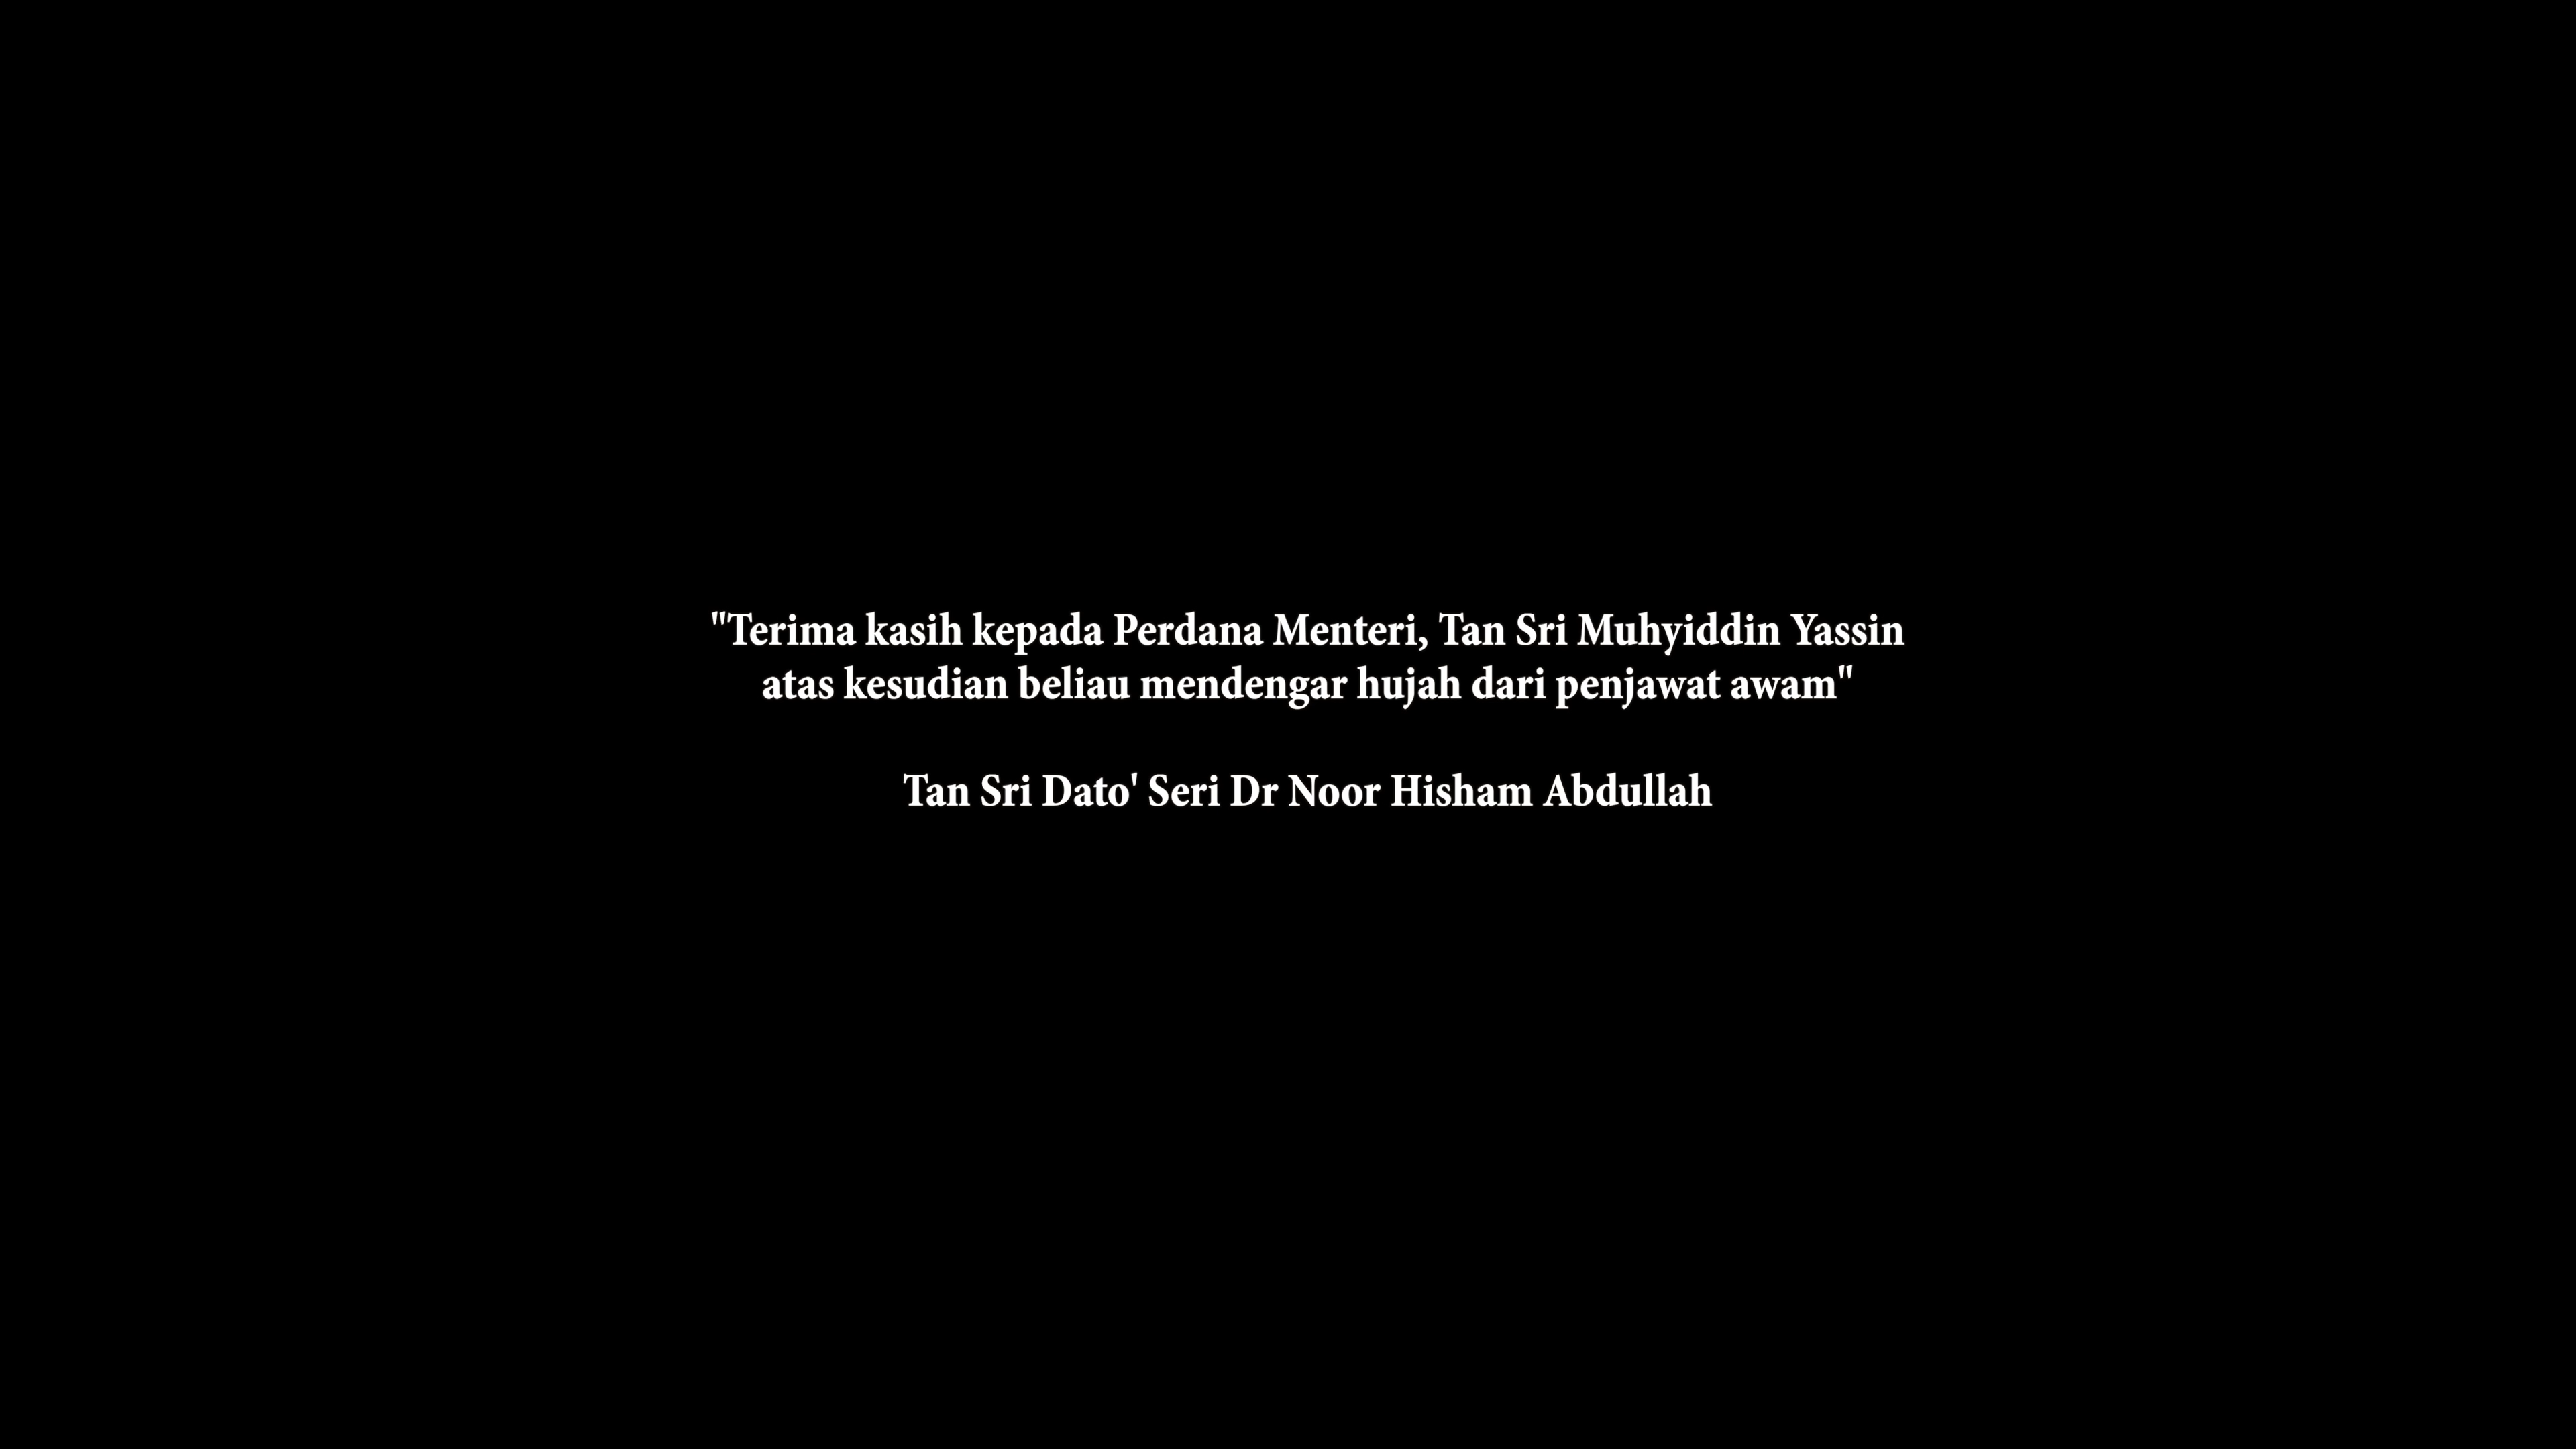 "Terima kasih kepada Perdana Menteri, Tan Sri Muhyiddin Yassin
atas kesudian beliau mendengar hujah dari penjawat awam"
Tan Sri Dato' Seri Dr Noor Hisham Abdullah